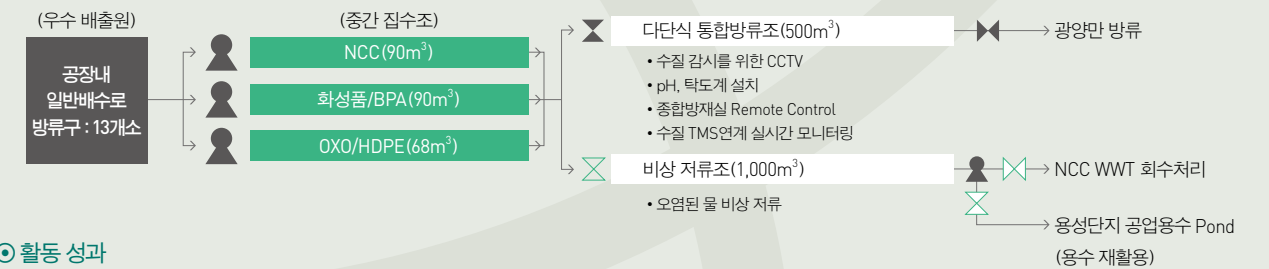 (우수 배출원)
공장내
일반배수로
방류구 : 13개소
(중간 집수조)
NCC(90m³)
화성품/BPA(90m³)
OXO/HDPE(68m³)
다단식 통합방류조(500m³)
• 수질 감시를 위한 CCTV
• pH, 탁도계 설치
• 종합방재실 Remote Control
• 수질 TMS연계 실시간 모니터링
광양만 방류
비상 저류조(1,000m³)
• 오염된 물 비상 저류
NCC WWT 회수처리
용성단지 공업용수 Pond
(용수 재활용)
활동 성과